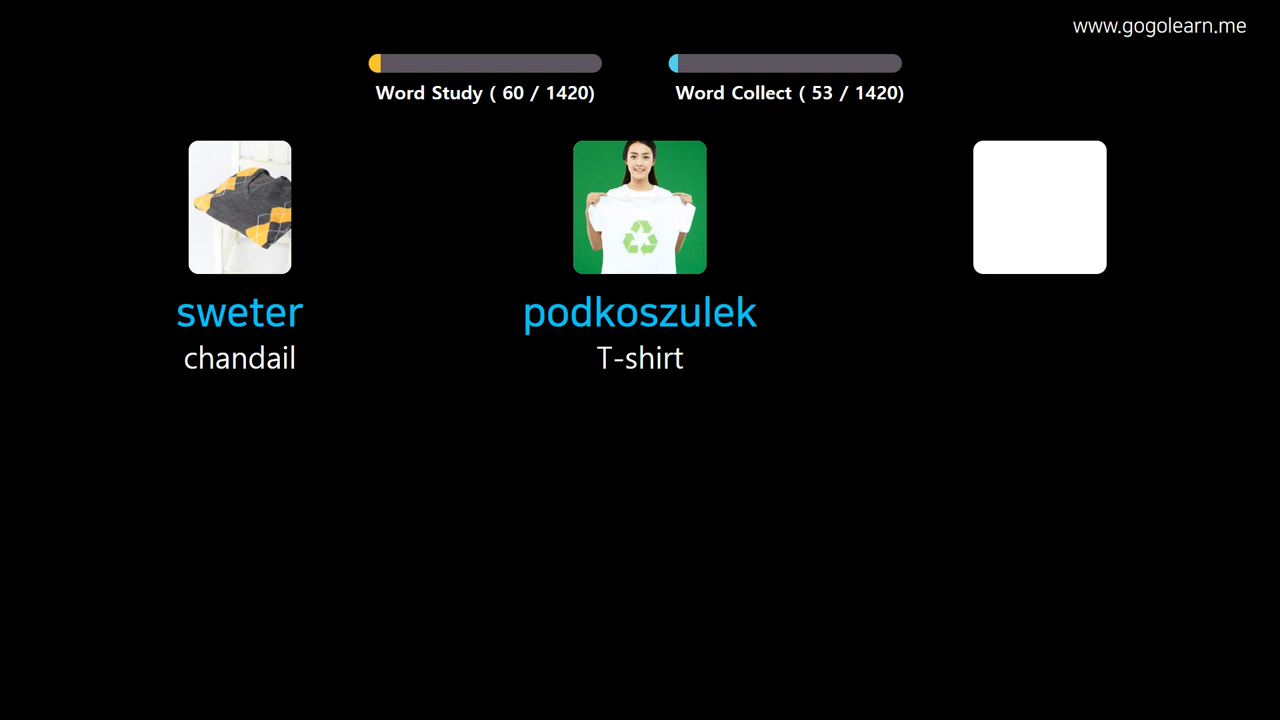 www.gogolearn.me
Word Study ( 60 / 1420)
Word Collect ( 53 / 1420)
sweter
podkoszulek
chandail
T-shirt